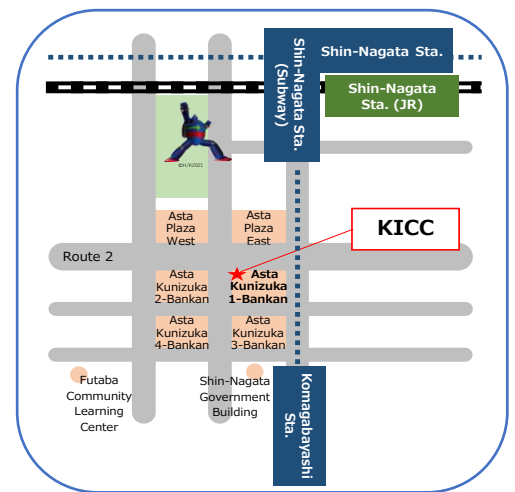 Shin-Nagata Sta.
Shin-Nagata Sta.
(Subway)
Shin-Nagata
Sta. (JR)
©H/K2021
Asta
Plaza
West
Asta
Plaza
East
KICC
Route 2
Asta
Kunizuka
2-Bankan
Asta
Kunizuka
1-Bankan
Asta
Kunizuka
4-Bankan
Asta
Kunizuka
3-Bankan
Futaba
Community
Learning
Center
Shin-Nagata
Government
Building
Komagabayashi
Sta.